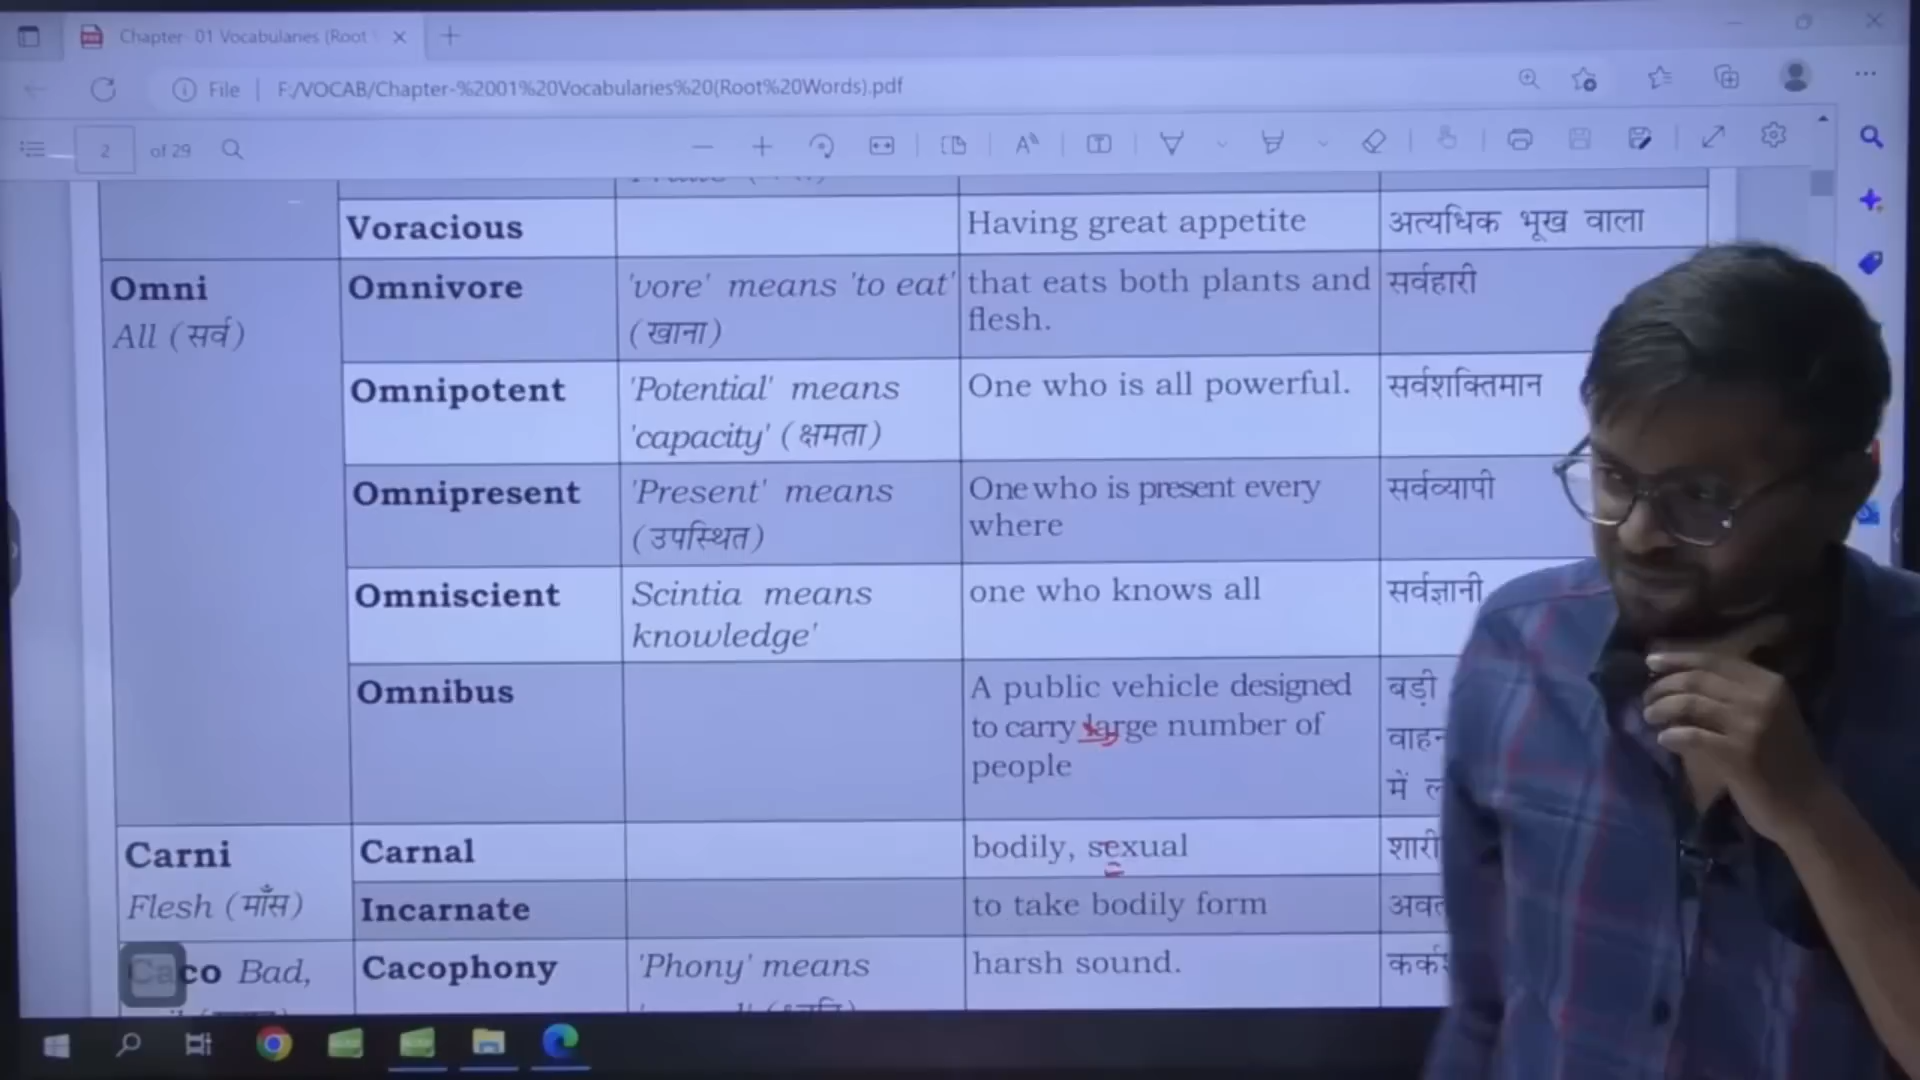 Chapter- 01 Vocabularies (Root
File F:/VOCAB/Chapter-%2001%20Vocabularies%20(Root%20Words).pdf
2 of 29
Voracious Having great appetite अत्यधिक भूख वाला
Omni Omnivore 'vore' means 'to eat' that eats both plants and सर्वहारी
All (सर्व) (खाना) flesh.
Omnipotent 'Potential' means One who is all powerful. सर्वशक्तिमान
'capacity' (क्षमता)
Omnipresent 'Present' means One who is present every सर्वव्यापी
(उपस्थित) where
Omniscient Scintia means one who knows all सर्वज्ञानी
knowledge'
Omnibus A public vehicle designed बड़ी
to carry large number of
people में
Carni Carnal bodily, sexual
Flesh (माँस) Incarnate to take bodily form
Caco Bad, Cacophony 'Phony' means harsh sound.